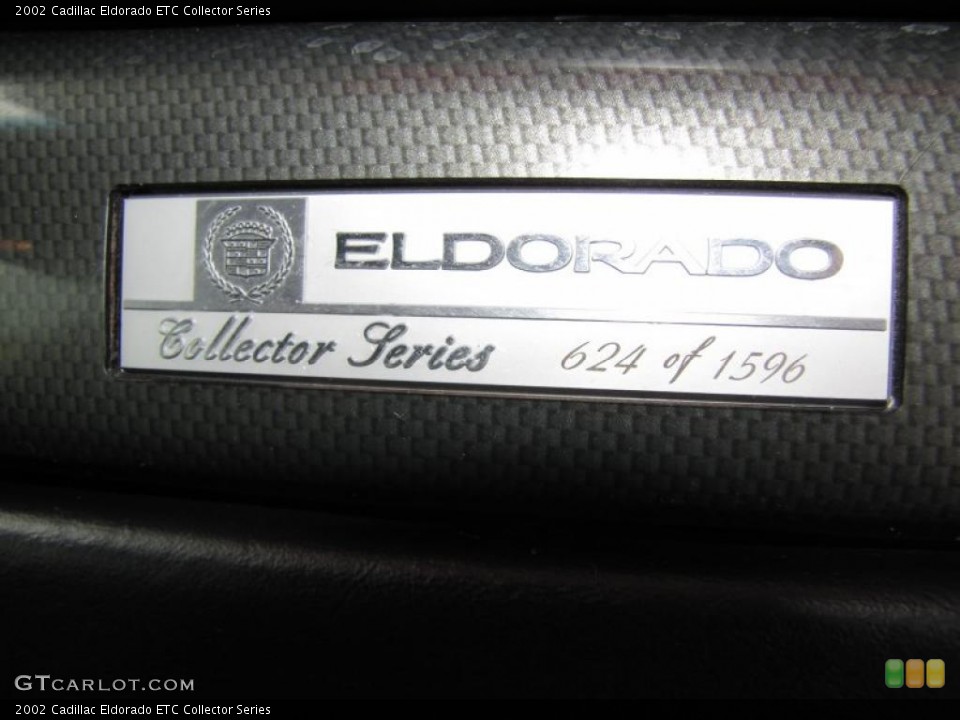 2002 Cadillac Eldorado ETC Collector Series
ELDORADO
Collector Series 624 of 1596
GTCARLOT.COM
2002 Cadillac Eldorado ETC Collector Series